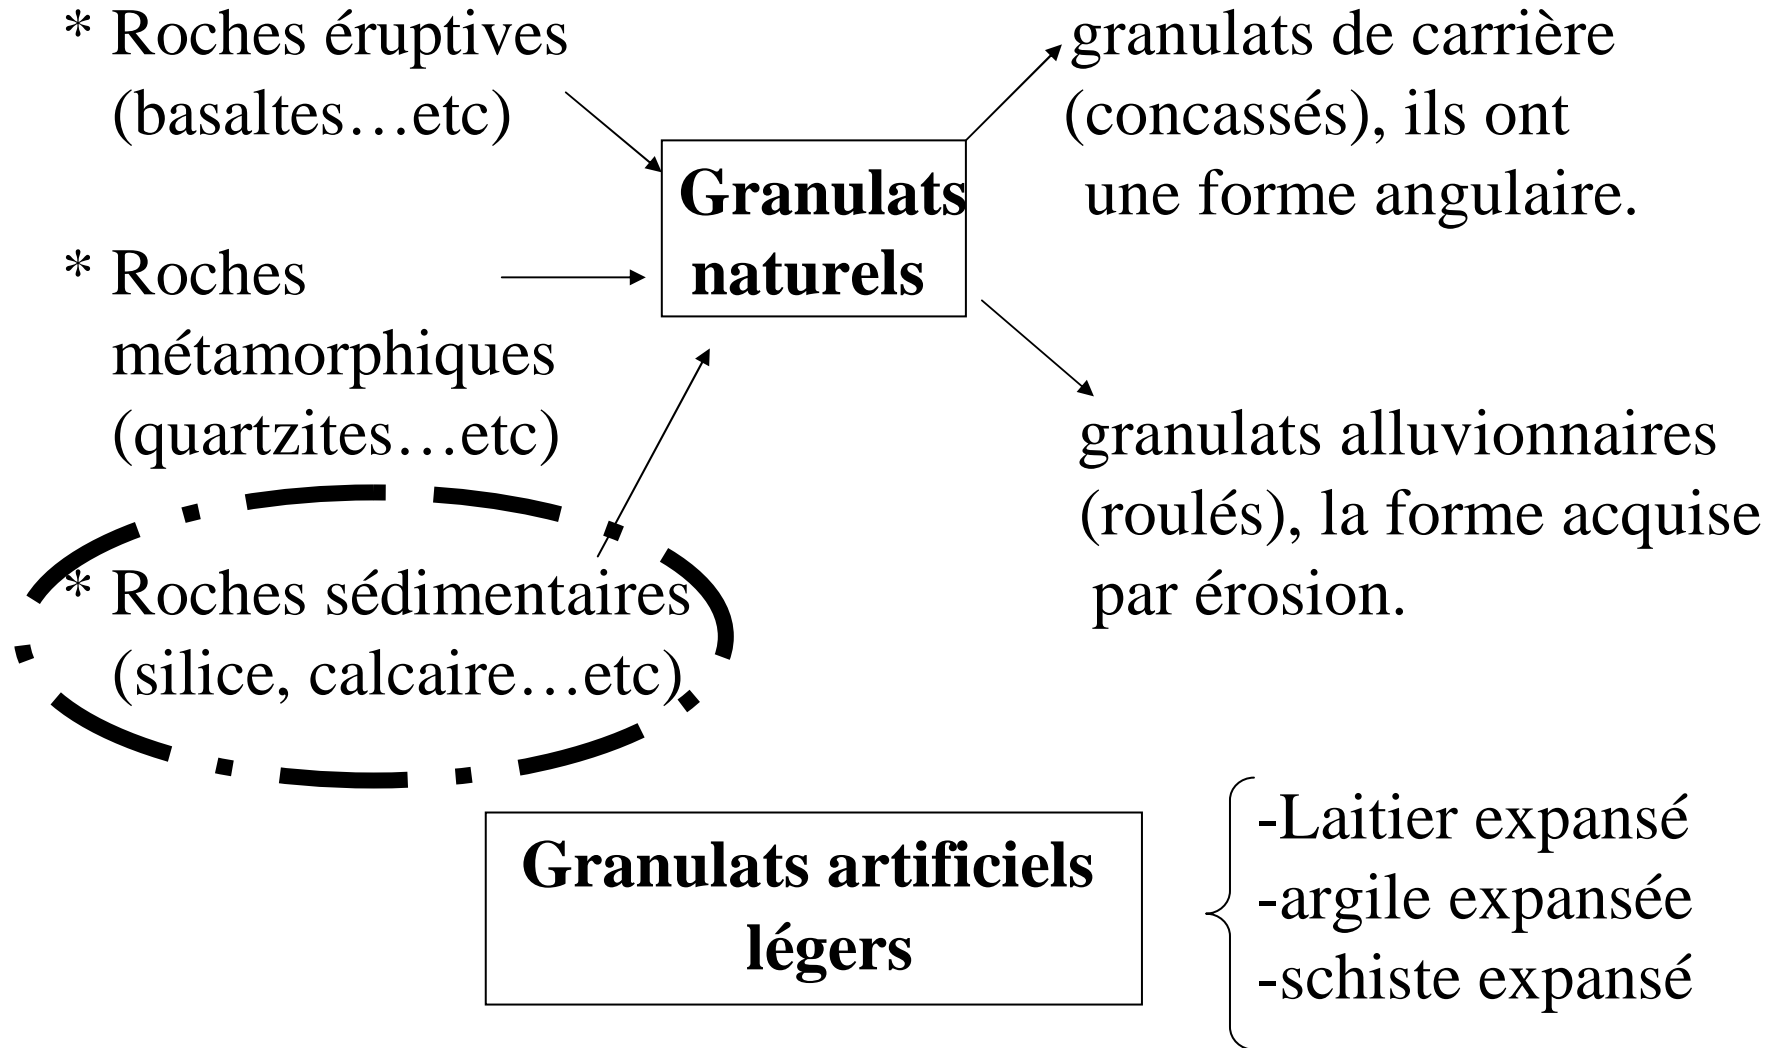 * Roches éruptives
(basaltes…etc)
* Roches
métamorphiques
(quartzites…etc)
* Roches sédimentaires
(silice, calcaire…etc)
Granulats
naturels
granulats de carrière
(concassés), ils ont
une forme angulaire.
granulats alluvionnaires
(roulés), la forme acquise
par érosion.
Granulats artificiels
légers
-Laitier expansé
-argile expansée
-schiste expansé